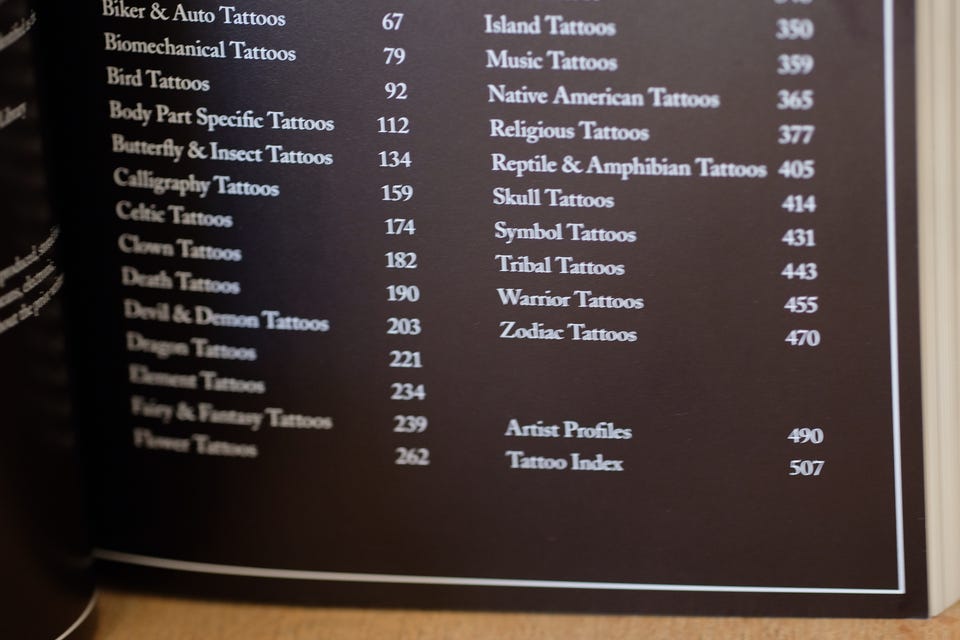 Biker & Auto Tattoos 67
Biomechanical Tattoos 79
Bird Tattoos 92
Body Part Specific Tattoos 112
Butterfly & Insect Tattoos 134
Calligraphy Tattoos 159
Celtic Tattoos 174
Clown Tattoos 182
Death Tattoos 190
Devil & Demon Tattoos 203
Dragon Tattoos 221
Element Tattoos 234
Fairy & Fantasy Tattoos 239
Flower Tattoos 262
Island Tattoos 350
Music Tattoos 359
Native American Tattoos 365
Religious Tattoos 377
Reptile & Amphibian Tattoos 405
Skull Tattoos 414
Symbol Tattoos 431
Tribal Tattoos 443
Warrior Tattoos 455
Zodiac Tattoos 470
Artist Profiles 490
Tattoo Index 507